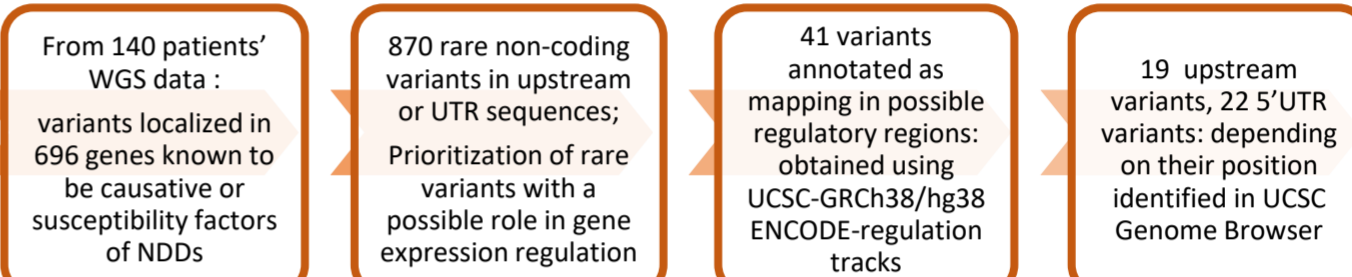 From 140 patients’
WGS data :
variants localized in
696 genes known to
be causative or
susceptibility factors
of NDDs
870 rare non-coding
variants in upstream
or UTR sequences;
Prioritization of rare
variants with a
possible role in gene
expression regulation
41 variants
annotated as
mapping in possible
regulatory regions:
obtained using
UCSC-GRCh38/hg38
ENCODE-regulation
tracks
19 upstream
variants, 22 5’UTR
variants: depending
on their position
identified in UCSC
Genome Browser